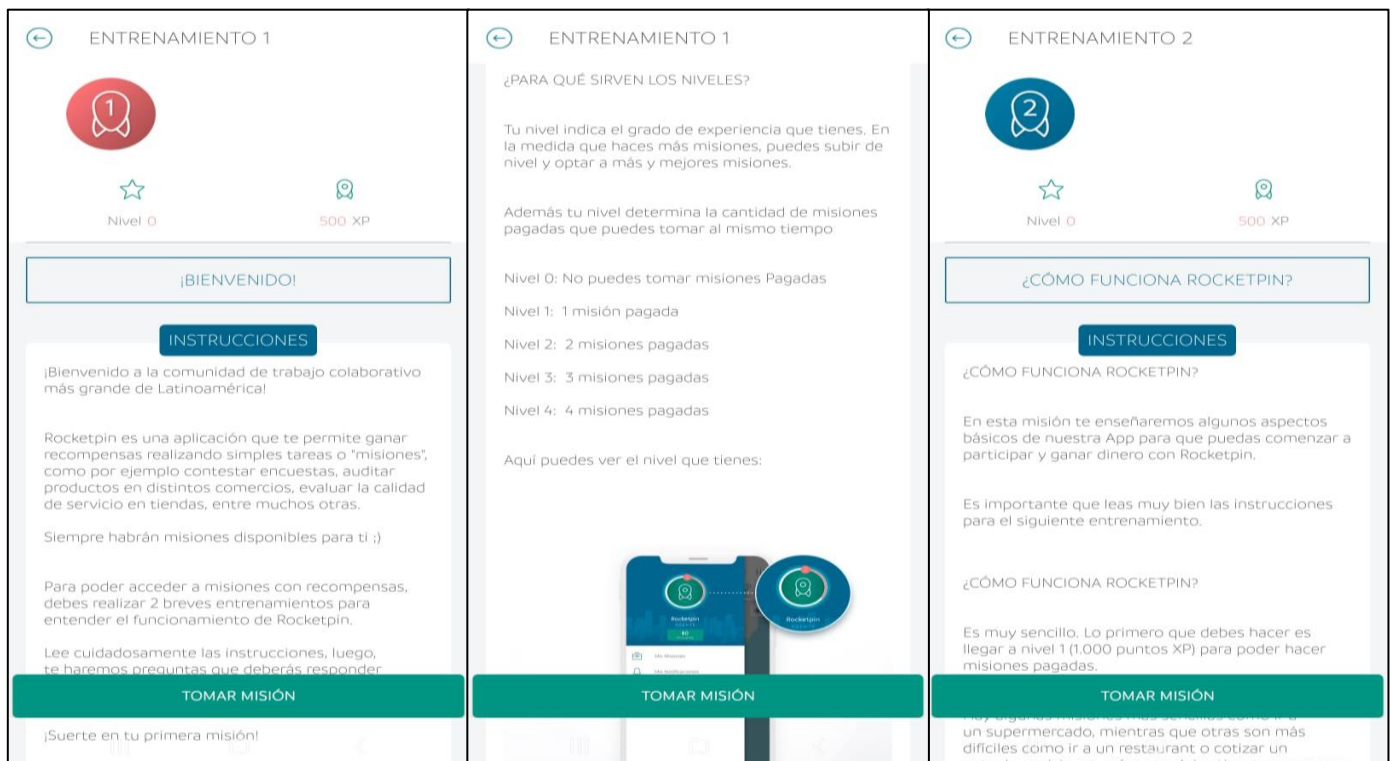 ENTRENAMIENTO 1
1
Nivel 0
500 XP
¡BIENVENIDO!
INSTRUCCIONES
¡Bienvenido a la comunidad de trabajo colaborativo
más grande de Latinoamérica!
Rocketpin es una aplicación que te permite ganar
recompensas realizando simples tareas o "misiones",
como por ejemplo contestar encuestas, auditar
productos en distintos comercios, evaluar la calidad
de servicio en tiendas, entre muchos otras.
Siempre habrán misiones disponibles para ti ;)
Para poder acceder a misiones con recompensas,
debes realizar 2 breves entrenamientos para
entender el funcionamiento de Rocketpin.
Lee cuidadosamente las instrucciones, luego,
te haremos preguntas que deberás responder
TOMAR MISIÓN
¡Suerte en tu primera misión!
ENTRENAMIENTO 1
¿PARA QUÉ SIRVEN LOS NIVELES?
Tu nivel indica el grado de experiencia que tienes. En
la medida que haces más misiones, puedes subir de
nivel y optar a más y mejores misiones.
Además tu nivel determina la cantidad de misiones
pagadas que puedes tomar al mismo tiempo
Nivel 0: No puedes tomar misiones Pagadas
Nivel 1: 1 misión pagada
Nivel 2: 2 misiones pagadas
Nivel 3: 3 misiones pagadas
Nivel 4: 4 misiones pagadas
Aquí puedes ver el nivel que tienes:
Rocketpin
Rocketpin
$0
Mis Misiones
TOMAR MISIÓN
ENTRENAMIENTO 2
2
Nivel 0
500 XP
¿CÓMO FUNCIONA ROCKETPIN?
INSTRUCCIONES
¿CÓMO FUNCIONA ROCKETPIN?
En esta misión te enseñaremos algunos aspectos
básicos de nuestra App para que puedas comenzar a
participar y ganar dinero con Rocketpin.
Es importante que leas muy bien las instrucciones
para el siguiente entrenamiento.
¿CÓMO FUNCIONA ROCKETPIN?
Es muy sencillo. Lo primero que debes hacer es
llegar a nivel 1 (1.000 puntos XP) para poder hacer
misiones pagadas.
TOMAR MISIÓN
un supermercado, mientras que otras son más
difíciles como ir a un restaurant o cotizar un